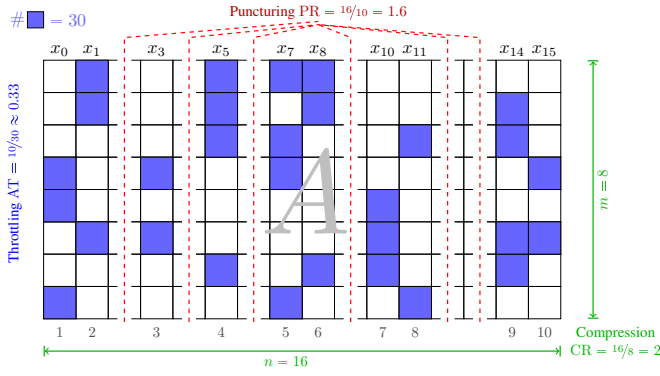 Puncturing PR = 16/10 = 1.6
# = 30
x0 x1 x3 x5 x7 x8 x10 x11 x14 x15
Throttling AT = 10/30 ≈ 0.33
A
m = 8
1 2 3 4 5 6 7 8 9 10
Compression
CR = 16/8 = 2
n = 16